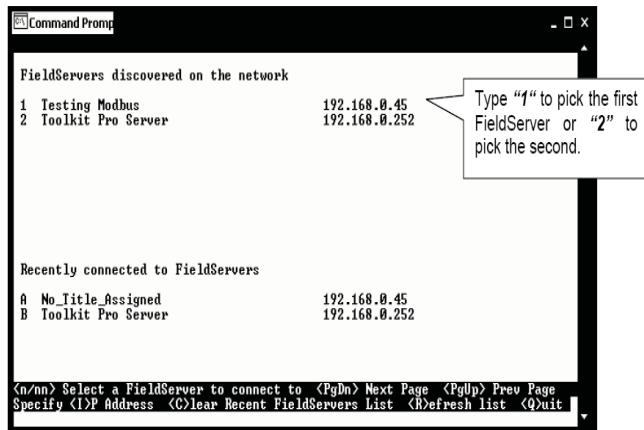 Command Promp
FieldServers discovered on the network
1 Testing Modbus 192.168.0.45
2 Toolkit Pro Server 192.168.0.252
Type "1" to pick the first
FieldServer or "2" to
pick the second.
Recently connected to FieldServers
A No_Title_Assigned 192.168.0.45
B Toolkit Pro Server 192.168.0.252
<n/nn> Select a FieldServer to connect to <PgDn> Next Page <PgUp> Prev Page
Specify <I>P Address <C>lear Recent FieldServers List <R>efresh list <Q>uit